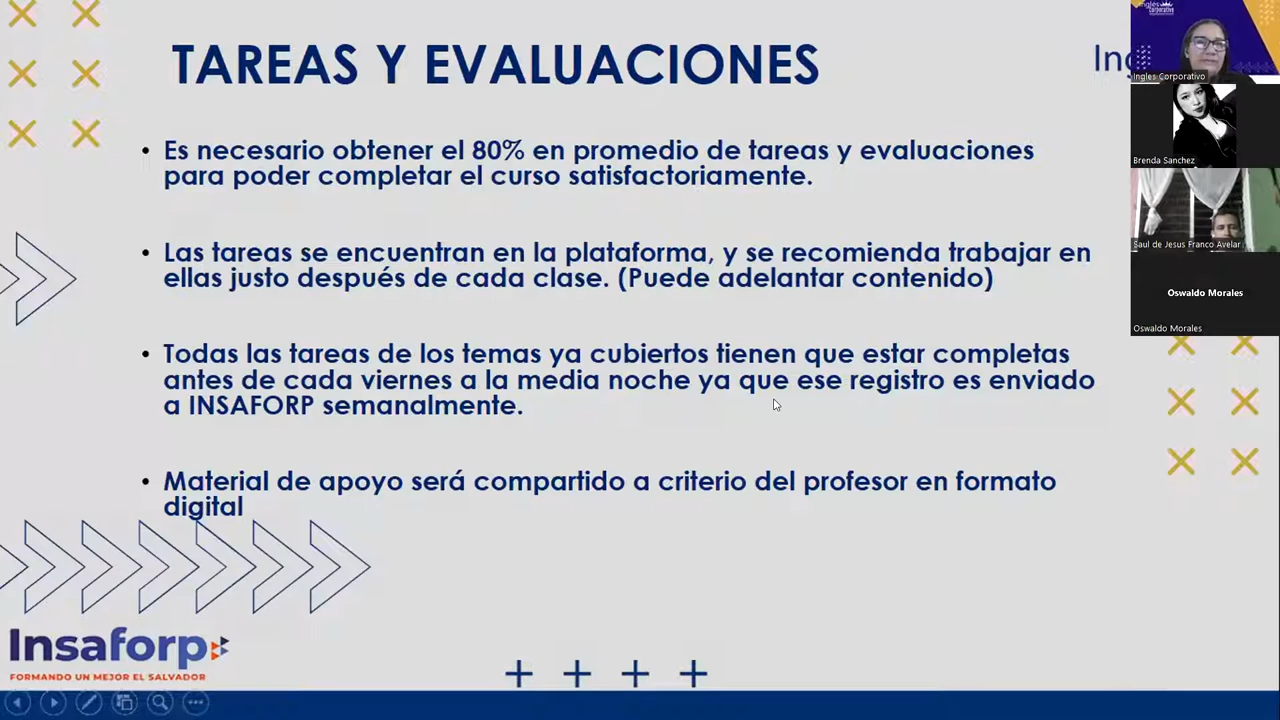 TAREAS Y EVALUACIONES
• Es necesario obtener el 80% en promedio de tareas y evaluaciones
para poder completar el curso satisfactoriamente.
• Las tareas se encuentran en la plataforma, y se recomienda trabajar en
ellas justo después de cada clase. (Puede adelantar contenido)
• Todas las tareas de los temas ya cubiertos tienen que estar completas
antes de cada viernes a la media noche ya que ese registro es enviado
a INSAFORP semanalmente.
• Material de apoyo será compartido a criterio del profesor en formato
digital
Insaforp
FORMANDO UN MEJOR EL SALVADOR
Ing
Inglés
Corporativo
Ingles Corporativo
Brenda Sanchez
Saul de Jesus Franco Avelar
Oswaldo Morales
Oswaldo Morales